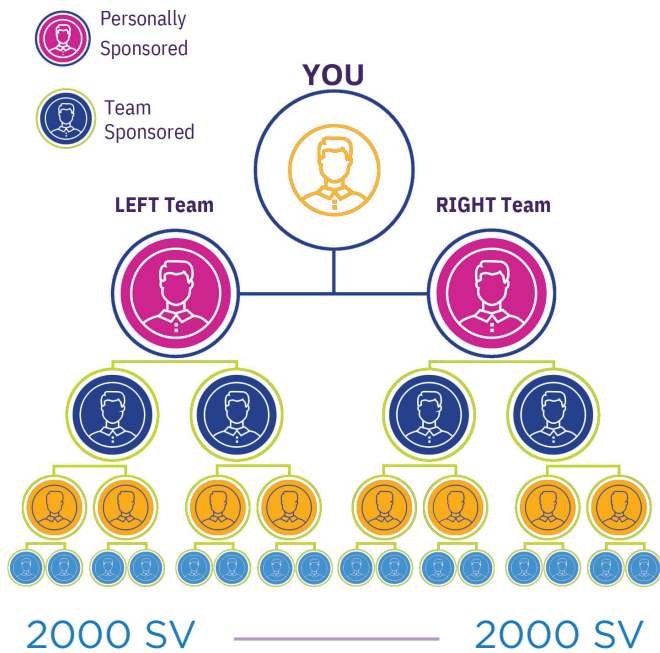 Personally
Sponsored
YOU
Team
Sponsored
LEFT Team
RIGHT Team
2000 SV
2000 SV